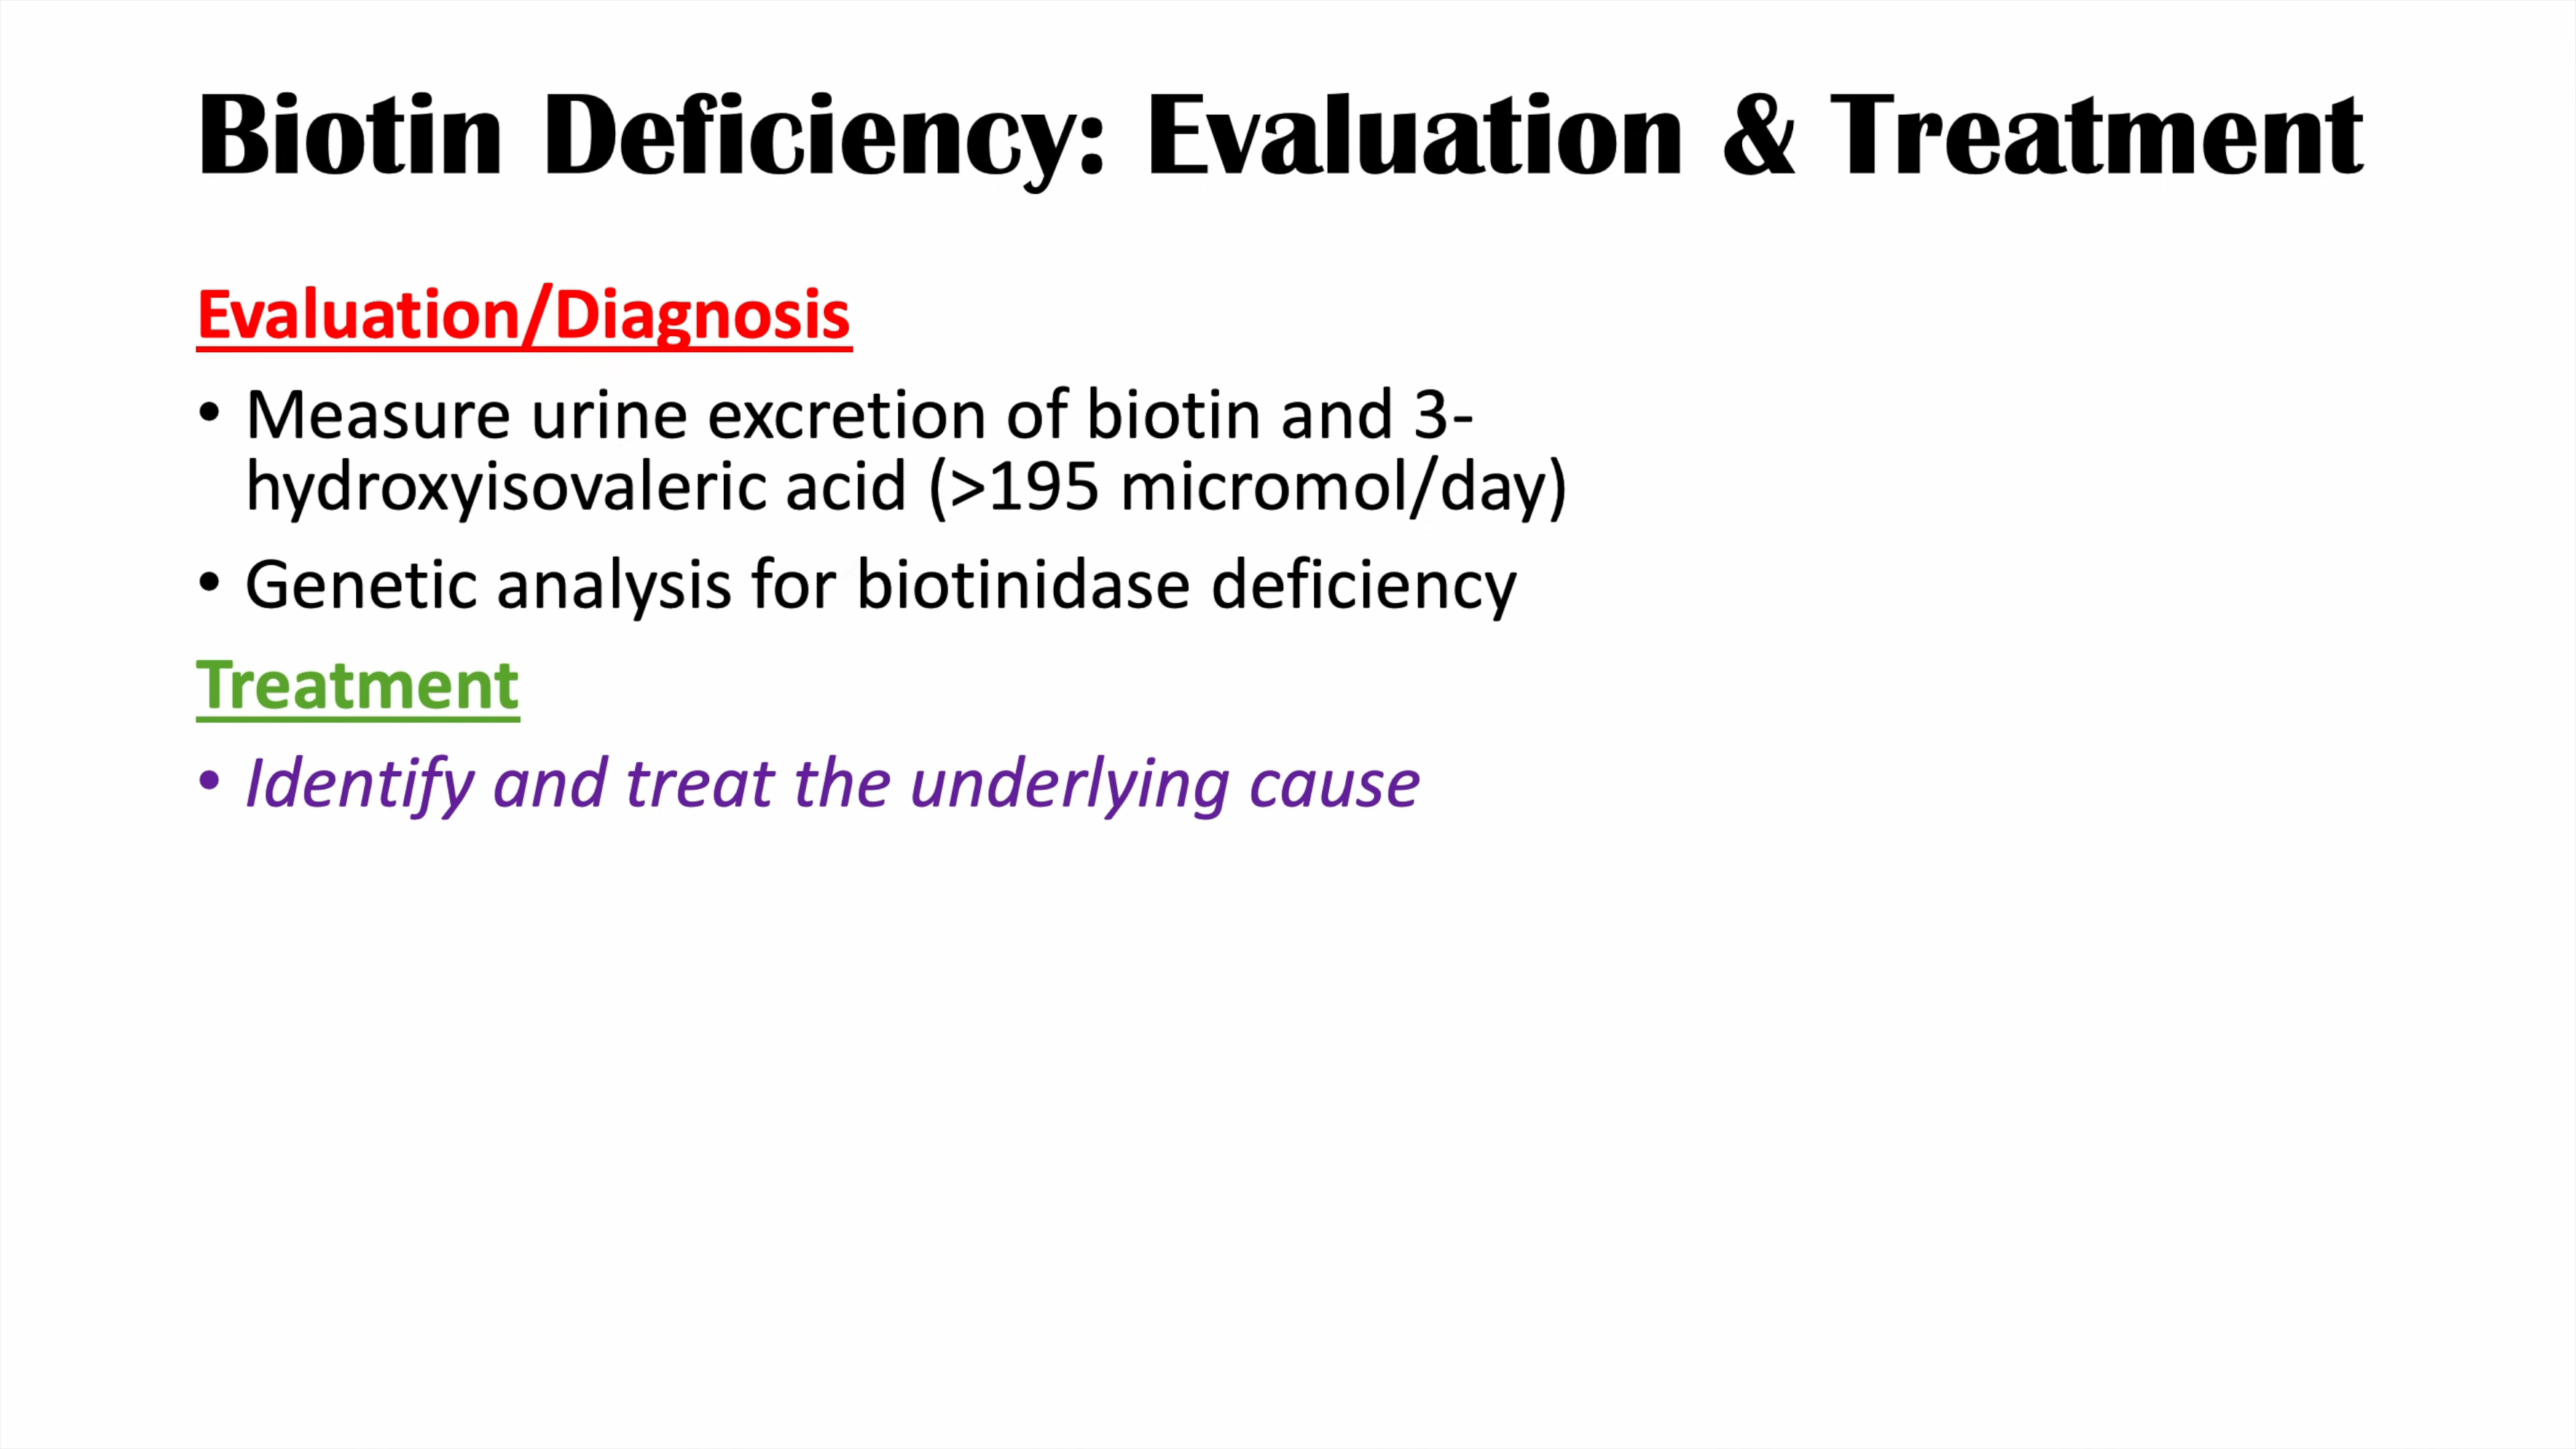 Biotin Deficiency: Evaluation & Treatment
Evaluation/Diagnosis
• Measure urine excretion of biotin and 3-
hydroxyisovaleric acid (>195 micromol/day)
• Genetic analysis for biotinidase deficiency
Treatment
• Identify and treat the underlying cause